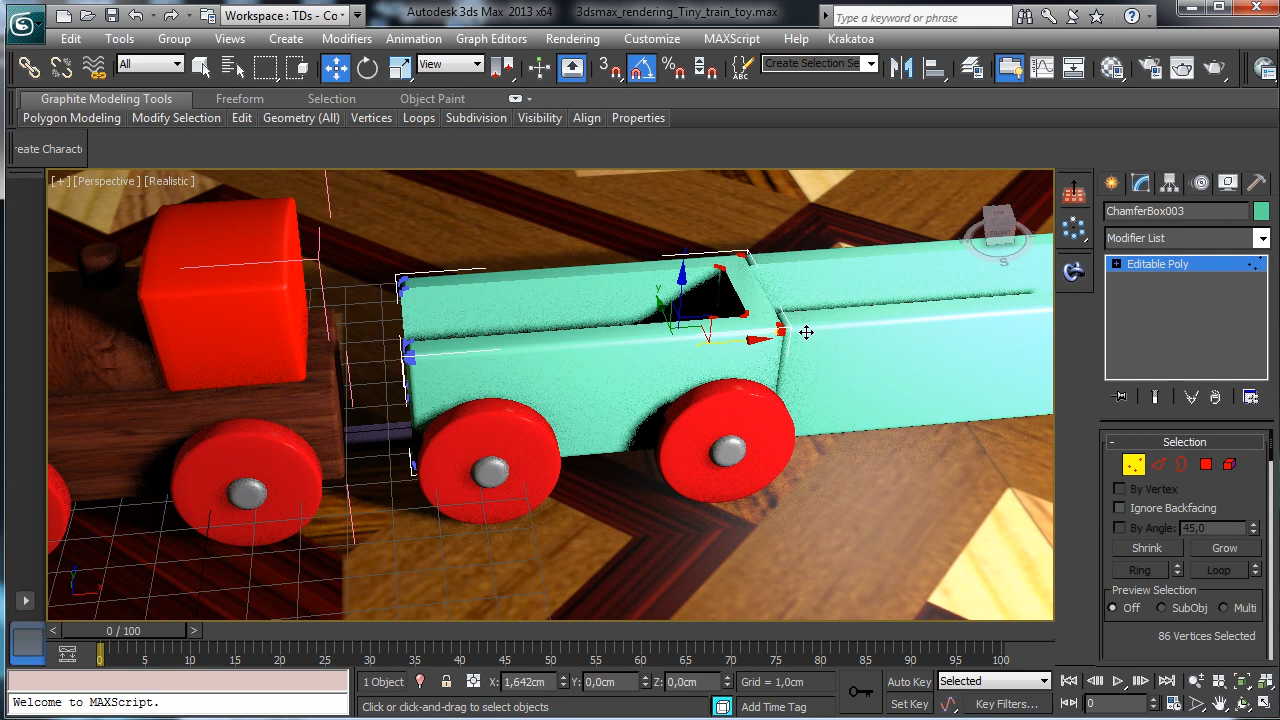 Workspace: TDs - Co
Autodesk 3ds Max 2013 x64 3dsmax_rendering_Tiny_train_toy.max
Type a keyword or phrase
Edit Tools Group Views Create Modifiers Animation Graph Editors Rendering Customize MAXScript Help Krakatoa
All View 3 % ABC Create Selection Se
Graphite Modeling Tools Freeform Selection Object Paint
Polygon Modeling Modify Selection Edit Geometry (All) Vertices Loops Subdivision Visibility Align Properties
eate Charact
[+][Perspective][Realistic]
TOP
FRONT
S
y
x
z
ChamferBox003
Modifier List
Editable Poly
- Selection
By Vertex
Ignore Backfacing
By Angle: 45,0
Shrink Grow
Ring Loop
Preview Selection
Off SubObj Multi
86 Vertices Selected
< 0 / 100 >
0 5 10 15 20 25 30 35 40 45 50 55 60 65 70 75 80 85 90 95 100
1 Object X: 1,642cm Y: 0,0cm Z: 0,0cm Grid = 1,0cm Auto Key Selected
Welcome to MAXScript. Click or click-and-drag to select objects Add Time Tag Set Key Key Filters... 0